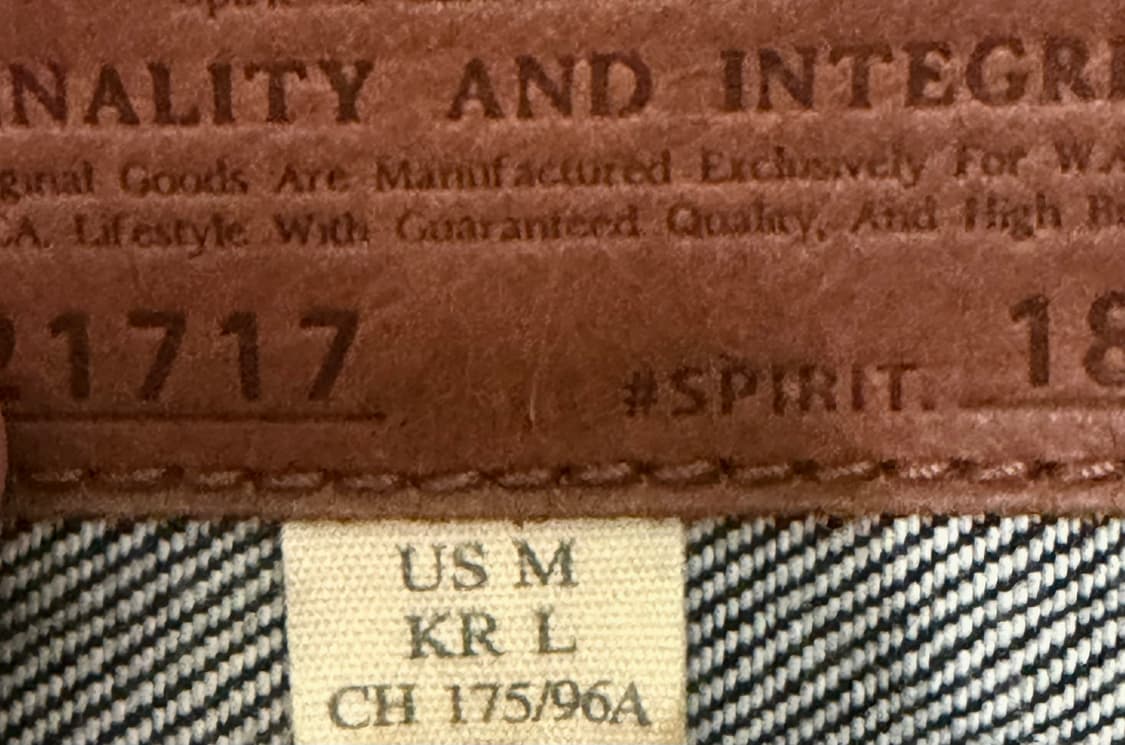 NALITY AND INTEGR
ginal Goods Are Manufactured Exclusively For W.A
CA. Lifestyle With Guaranteed Quality, And High B
21717 #SPIRIT. 18
US M
KR L
CH 175/96A